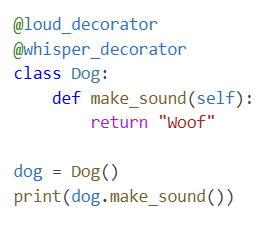 @loud_decorator
@whisper_decorator
class Dog:
    def make_sound(self):
        return "Woof"

dog = Dog()
print(dog.make_sound())